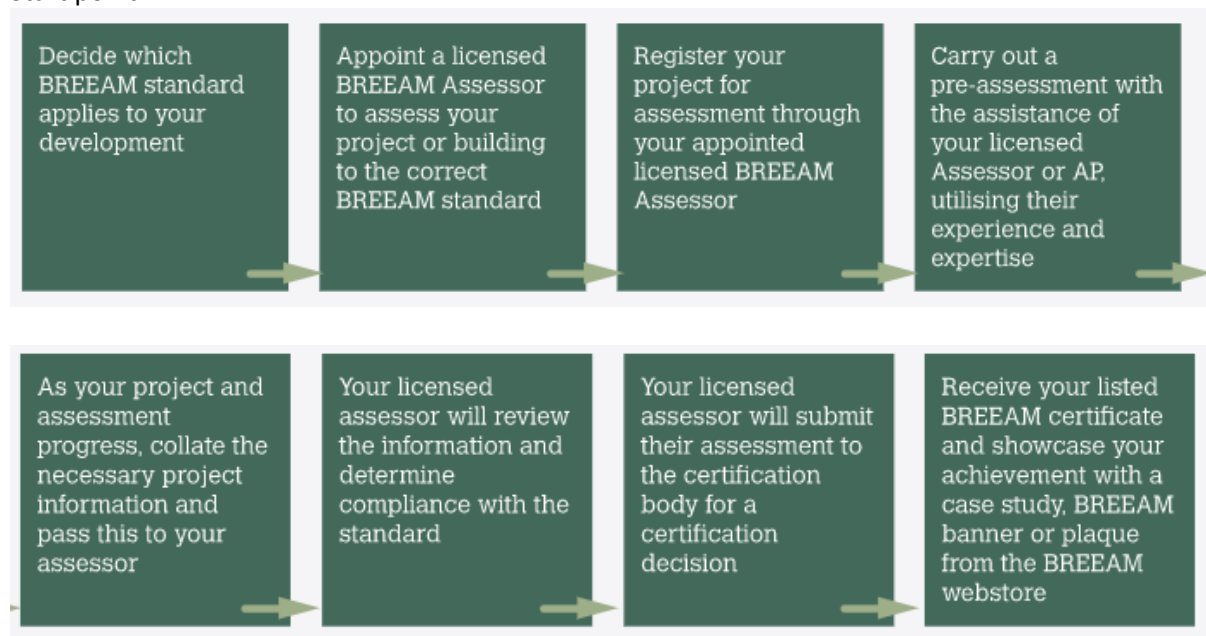 Decide which
BREEAM standard
applies to your
development
Appoint a licensed
BREEAM Assessor
to assess your
project or building
to the correct
BREEAM standard
Register your
project for
assessment through
your appointed
licensed BREEAM
Assessor
Carry out a
pre-assessment with
the assistance of
your licensed
Assessor or AP,
utilising their
experience and
expertise
As your project and
assessment
progress, collate the
necessary project
information and
pass this to your
assessor
Your licensed
assessor will review
the information and
determine
compliance with the
standard
Your licensed
assessor will submit
their assessment to
the certification
body for a
certification
decision
Receive your listed
BREEAM certificate
and showcase your
achievement with a
case study, BREEAM
banner or plaque
from the BREEAM
webstore